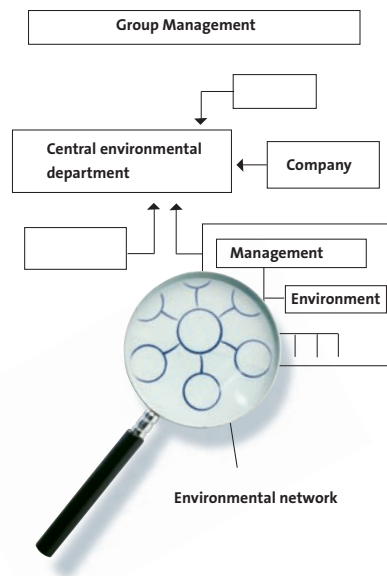 Group Management
Central environmental
department
Company
Management
Environment
Environmental network